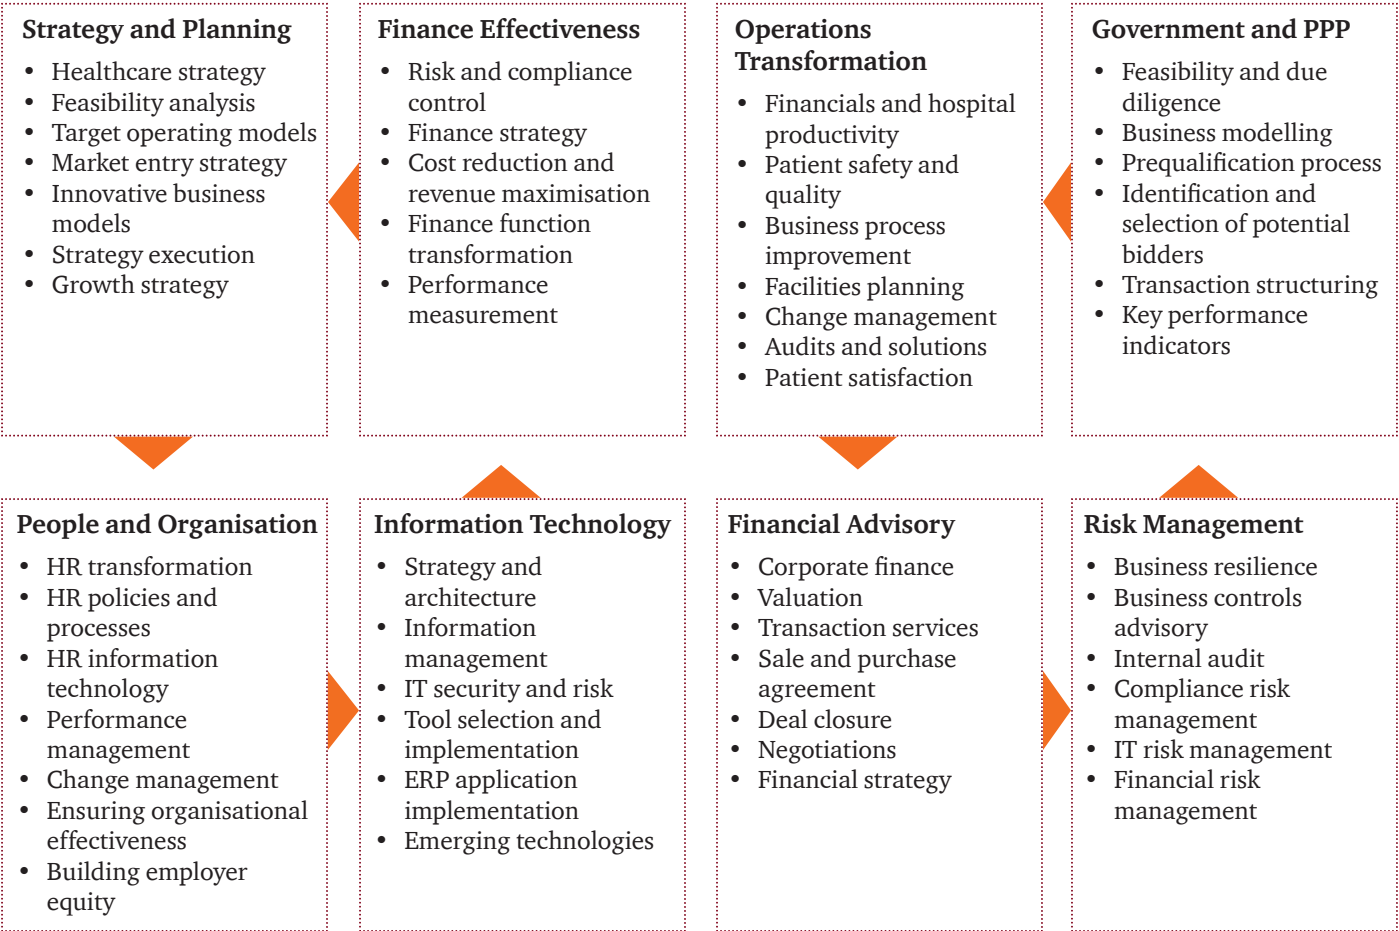 Strategy and Planning
• Healthcare strategy
• Feasibility analysis
• Target operating models
• Market entry strategy
• Innovative business
models
• Strategy execution
• Growth strategy
Finance Effectiveness
• Risk and compliance
control
• Finance strategy
• Cost reduction and
revenue maximisation
• Finance function
transformation
• Performance
measurement
Operations
Transformation
• Financials and hospital
productivity
• Patient safety and
quality
• Business process
improvement
• Facilities planning
• Change management
• Audits and solutions
• Patient satisfaction
Government and PPP
• Feasibility and due
diligence
• Business modelling
• Prequalification process
• Identification and
selection of potential
bidders
• Transaction structuring
• Key performance
indicators
People and Organisation
• HR transformation
• HR policies and
processes
• HR information
technology
• Performance
management
• Change management
• Ensuring organisational
effectiveness
• Building employer
equity
Information Technology
• Strategy and
architecture
• Information
management
• IT security and risk
• Tool selection and
implementation
• ERP application
implementation
• Emerging technologies
Financial Advisory
• Corporate finance
• Valuation
• Transaction services
• Sale and purchase
agreement
• Deal closure
• Negotiations
• Financial strategy
Risk Management
• Business resilience
• Business controls
advisory
• Internal audit
• Compliance risk
management
• IT risk management
• Financial risk
management